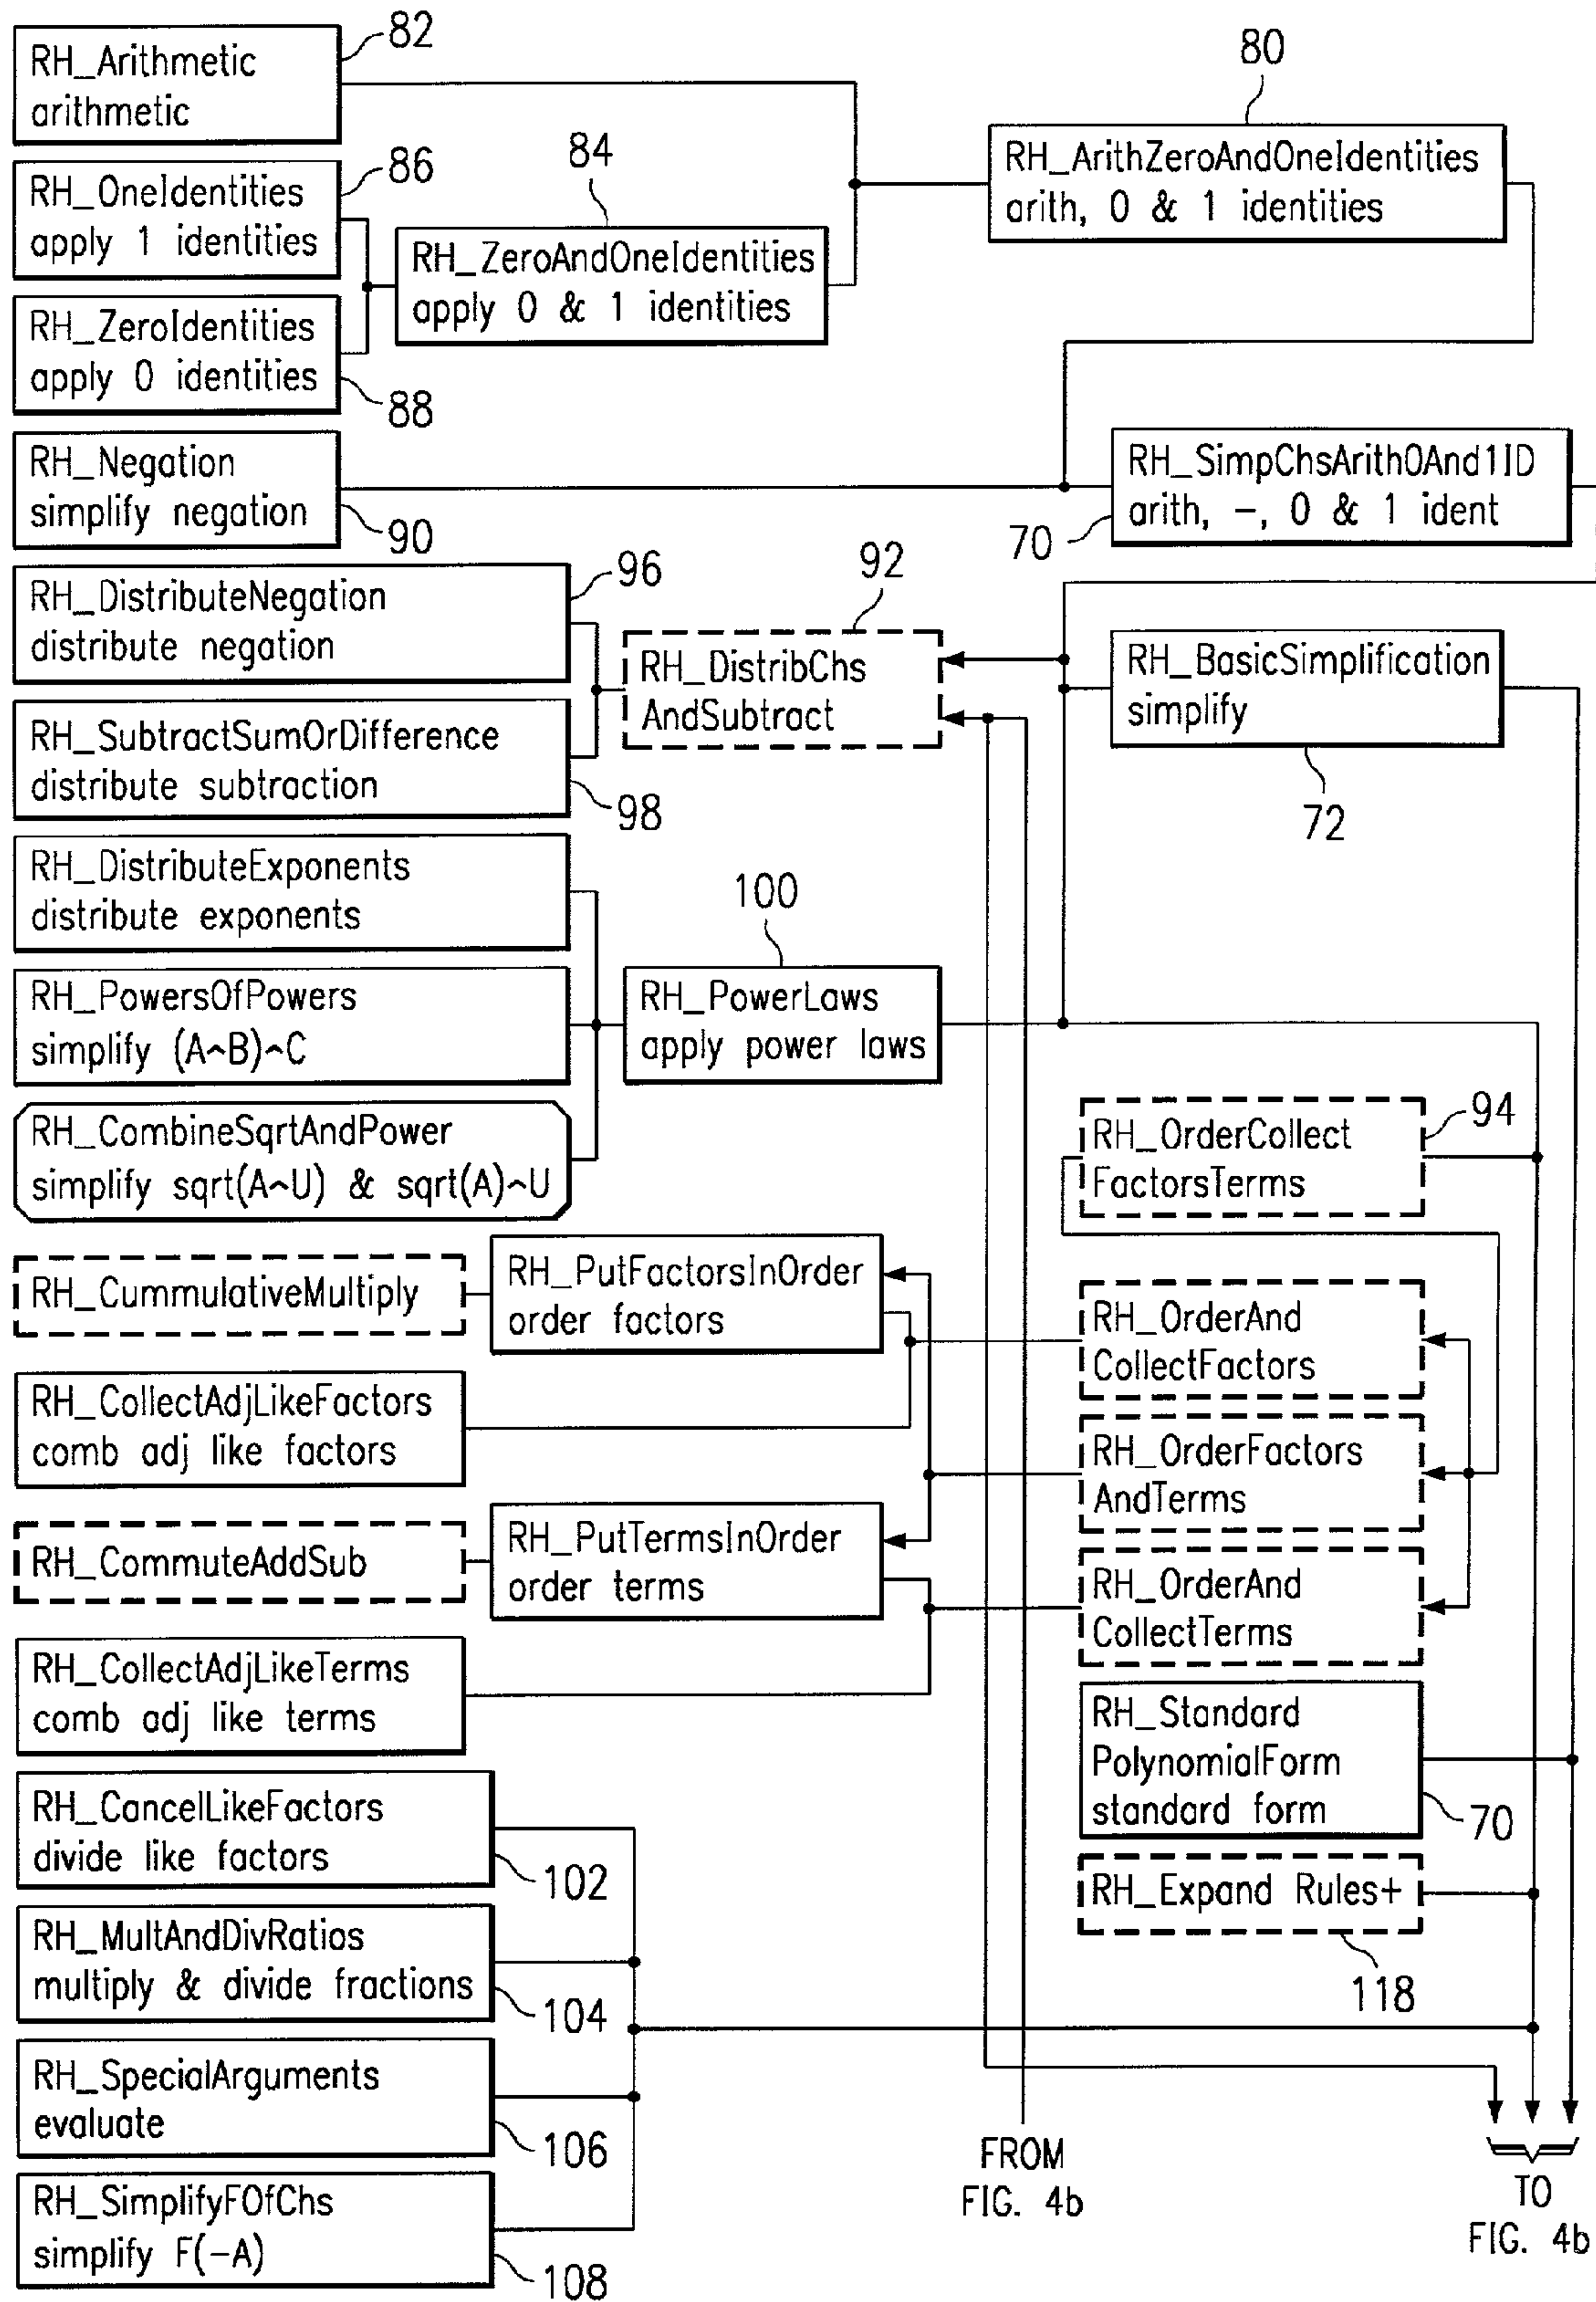 RH_Arithmetic
arithmetic
82
RH_OneIdentities
apply 1 identities
86
RH_ZeroIdentities
apply 0 identities
88
84
RH_ZeroAndOneIdentities
apply 0 & 1 identities
80
RH_ArithZeroAndOneIdentities
arith, 0 & 1 identities
RH_Negation
simplify negation
90
RH_SimpChsArith0And1ID
arith, -, 0 & 1 ident
70
RH_DistributeNegation
distribute negation
96
RH_SubtractSumOrDifference
distribute subtraction
98
92
RH_DistribChs
AndSubtract
RH_BasicSimplification
simplify
72
RH_DistributeExponents
distribute exponents
RH_PowersOfPowers
simplify (A^B)^C
RH_CombineSqrtAndPower
simplify sqrt(A^U) & sqrt(A)^U
100
RH_PowerLaws
apply power laws
RH_OrderCollect
FactorsTerms
94
RH_CummulativeMultiply
RH_PutFactorsInOrder
order factors
RH_OrderAnd
CollectFactors
RH_CollectAdjLikeFactors
comb adj like factors
RH_OrderFactors
AndTerms
RH_CommuteAddSub
RH_PutTermsInOrder
order terms
RH_OrderAnd
CollectTerms
RH_CollectAdjLikeTerms
comb adj like terms
RH_Standard
PolynomialForm
standard form
70
RH_CancelLikeFactors
divide like factors
102
RH_Expand Rules+
118
RH_MultAndDivRatios
multiply & divide fractions
104
RH_SpecialArguments
evaluate
106
RH_SimplifyFOfChs
simplify F(-A)
108
FROM
FIG. 4b
TO
FIG. 4b